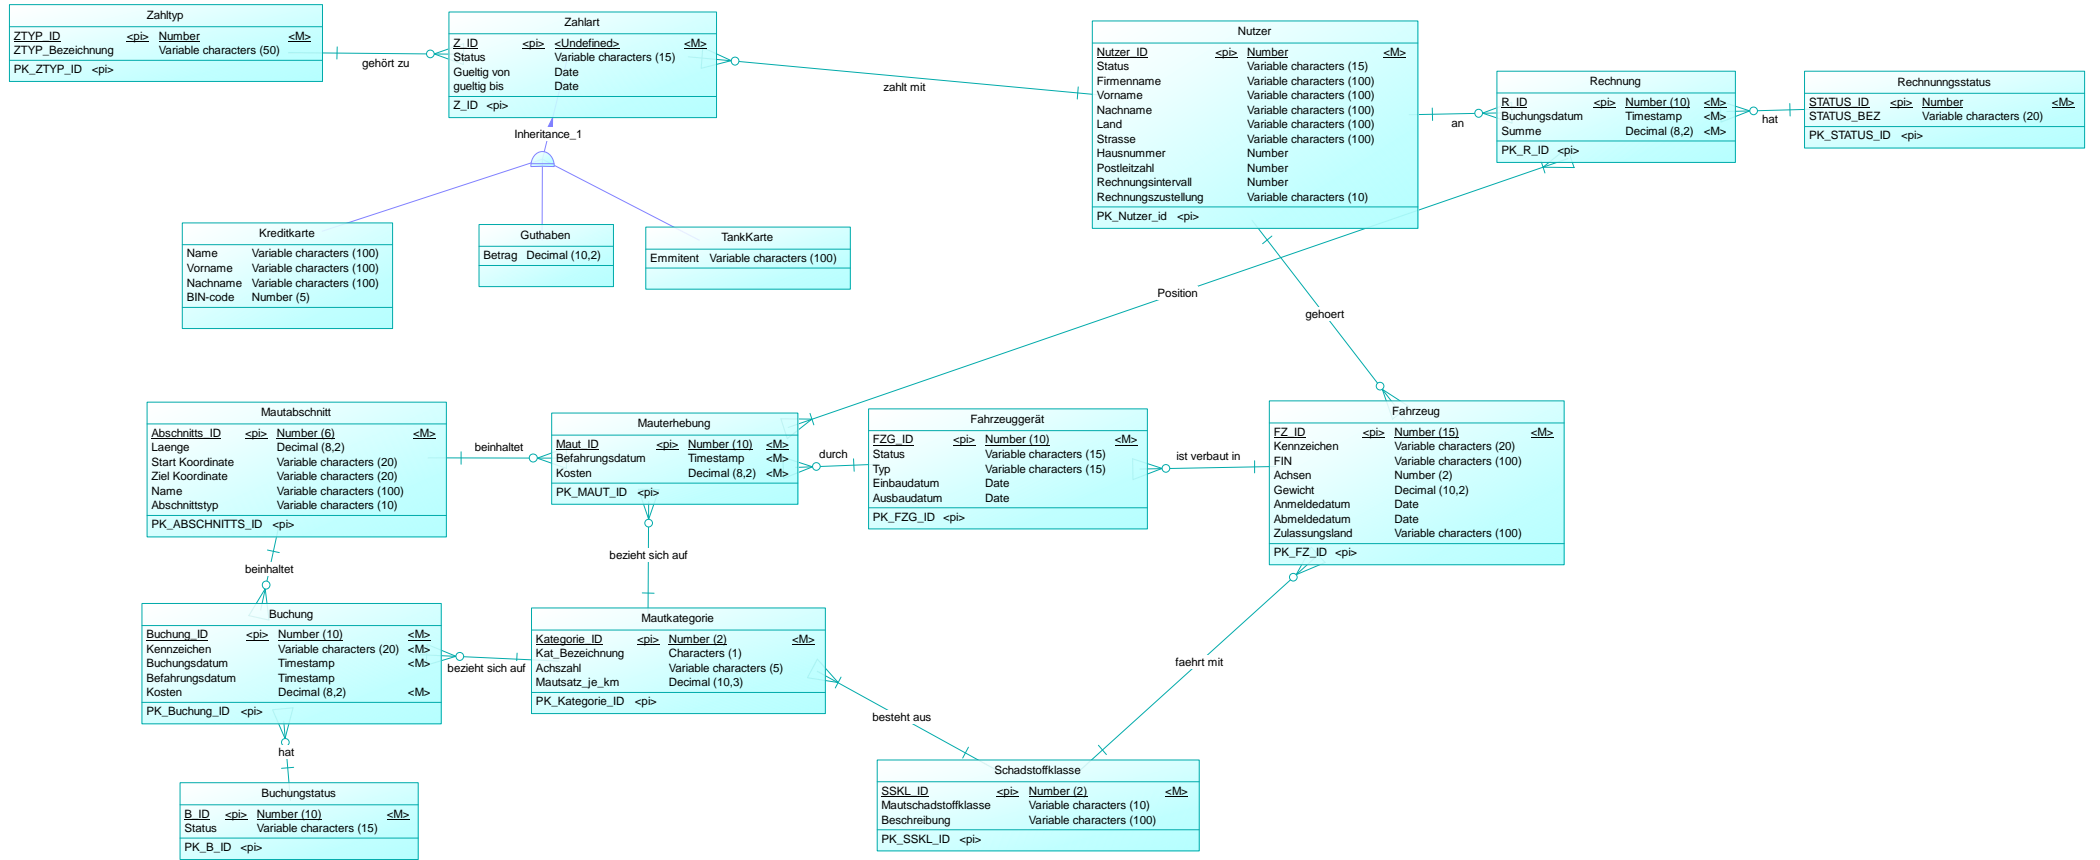 Zahltyp
ZTYP_ID <pi> Number <M>
ZTYP_Bezeichnung Variable characters (50)
PK_ZTYP_ID <pi>
gehört zu
Zahlart
Z_ID <pi> <Undefined> <M>
Status Variable characters (15)
Gueltig von Date
gueltig bis Date
Z_ID <pi>
zahlt mit
Nutzer
Nutzer_ID <pi> Number <M>
Status Variable characters (15)
Firmenname Variable characters (100)
Vorname Variable characters (100)
Nachname Variable characters (100)
Land Variable characters (100)
Strasse Variable characters (100)
Hausnummer Number
Postleitzahl Number
Rechnungsintervall Number
Rechnungszustellung Variable characters (10)
PK_Nutzer_id <pi>
an
Rechnung
R_ID <pi> Number (10) <M>
Buchungsdatum Timestamp <M>
Summe Decimal (8,2) <M>
PK_R_ID <pi>
hat
Rechnunngsstatus
STATUS_ID <pi> Number <M>
STATUS_BEZ Variable characters (20)
PK_STATUS_ID <pi>
Inheritance_1
Kreditkarte
Name Variable characters (100)
Vorname Variable characters (100)
Nachname Variable characters (100)
BIN-code Number (5)
Guthaben
Betrag Decimal (10,2)
TankKarte
Emmitent Variable characters (100)
Position
gehoert
Mautabschnitt
Abschnitts_ID <pi> Number (6) <M>
Laenge Decimal (8,2)
Start Koordinate Variable characters (20)
Ziel Koordinate Variable characters (20)
Name Variable characters (100)
Abschnittstyp Variable characters (10)
PK_ABSCHNITTS_ID <pi>
beinhaltet
Mauterhebung
Maut_ID <pi> Number (10) <M>
Befahrungsdatum Timestamp <M>
Kosten Decimal (8,2) <M>
PK_MAUT_ID <pi>
durch
Fahrzeuggerät
FZG_ID <pi> Number (10) <M>
Status Variable characters (15)
Typ Variable characters (15)
Einbaudatum Date
Ausbaudatum Date
PK_FZG_ID <pi>
ist verbaut in
Fahrzeug
FZ_ID <pi> Number (15) <M>
Kennzeichen Variable characters (20)
FIN Variable characters (100)
Achsen Number (2)
Gewicht Decimal (10,2)
Anmeldedatum Date
Abmeldedatum Date
Zulassungsland Variable characters (100)
PK_FZ_ID <pi>
beinhaltet
bezieht sich auf
Buchung
Buchung_ID <pi> Number (10) <M>
Kennzeichen Variable characters (20) <M>
Buchungsdatum Timestamp <M>
Befahrungsdatum Timestamp
Kosten Decimal (8,2) <M>
PK_Buchung_ID <pi>
bezieht sich auf
Mautkategorie
Kategorie_ID <pi> Number (2) <M>
Kat_Bezeichnung Characters (1)
Achszahl Variable characters (5)
Mautsatz_je_km Decimal (10,3)
PK_Kategorie_ID <pi>
faehrt mit
besteht aus
hat
Buchungstatus
B_ID <pi> Number (10) <M>
Status Variable characters (15)
PK_B_ID <pi>
Schadstoffklasse
SSKL_ID <pi> Number (2) <M>
Mautschadstoffklasse Variable characters (10)
Beschreibung Variable characters (100)
PK_SSKL_ID <pi>